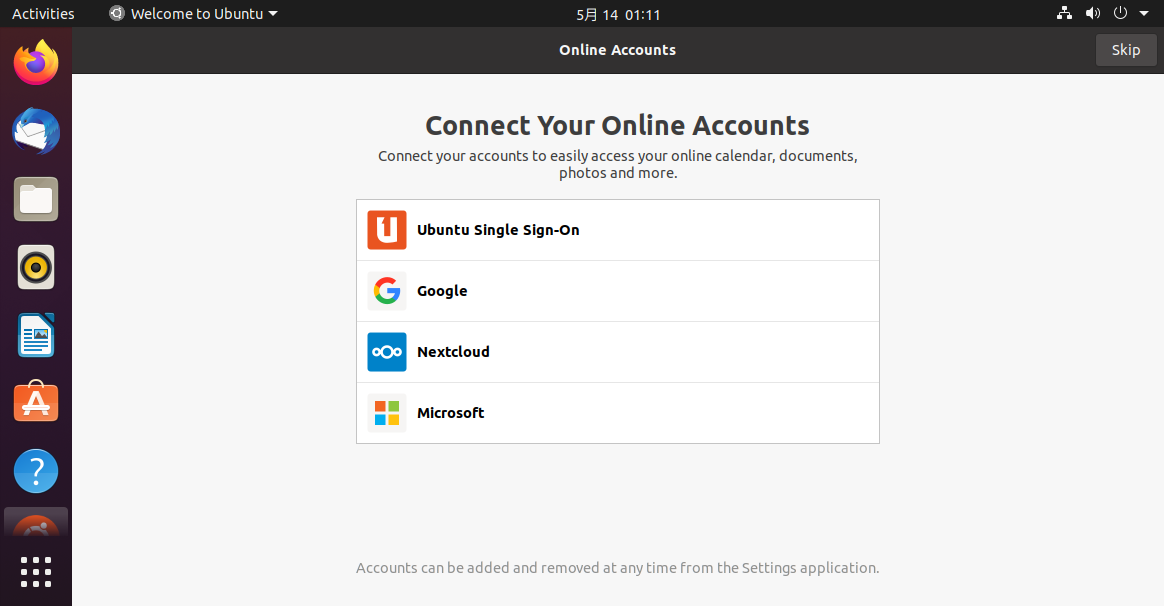 Activities
Welcome to Ubuntu
5月 14 01:11
Online Accounts
Skip
Connect Your Online Accounts
Connect your accounts to easily access your online calendar, documents,
photos and more.
Ubuntu Single Sign-On
Google
Nextcloud
Microsoft
Accounts can be added and removed at any time from the Settings application.